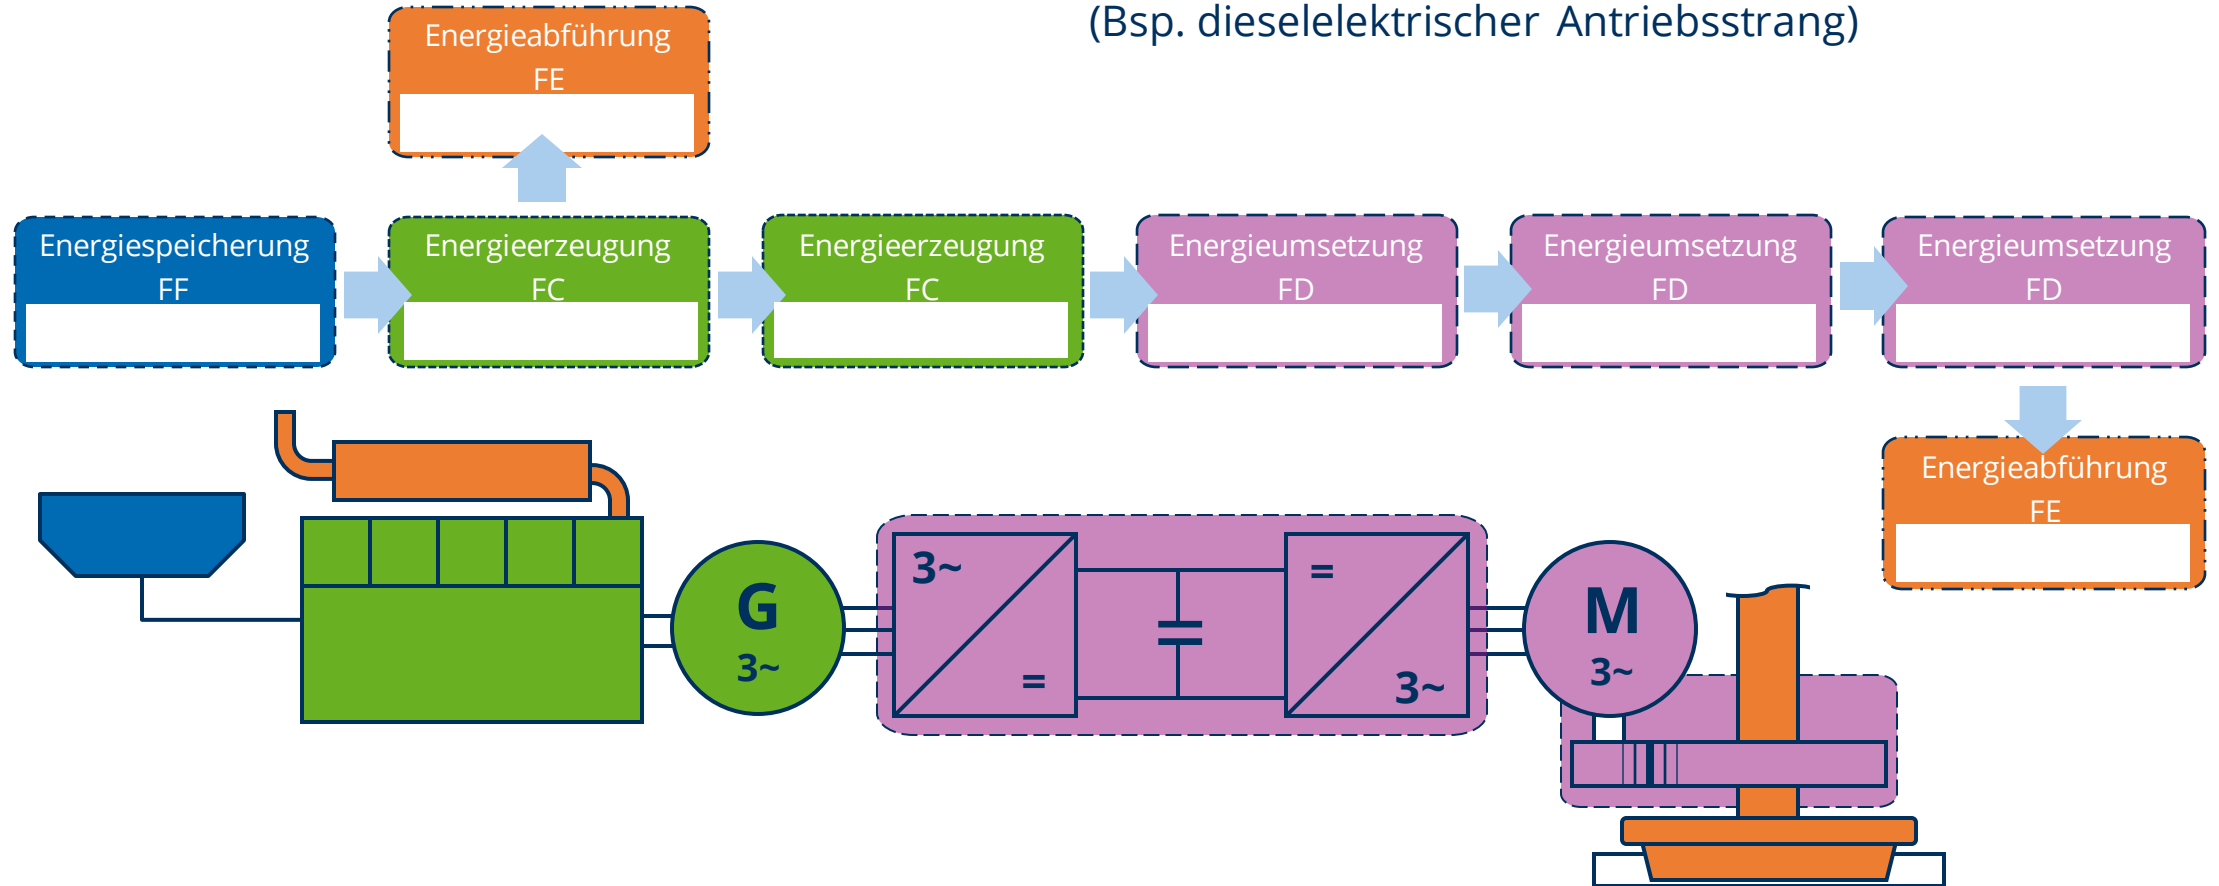 (Bsp. dieselelektrischer Antriebsstrang)
Energieabführung
FE
Energiespeicherung
FF
Energieerzeugung
FC
Energieerzeugung
FC
Energieumsetzung
FD
Energieumsetzung
FD
Energieumsetzung
FD
Energieabführung
FE
G
3~
3~
=
=
3~
M
3~